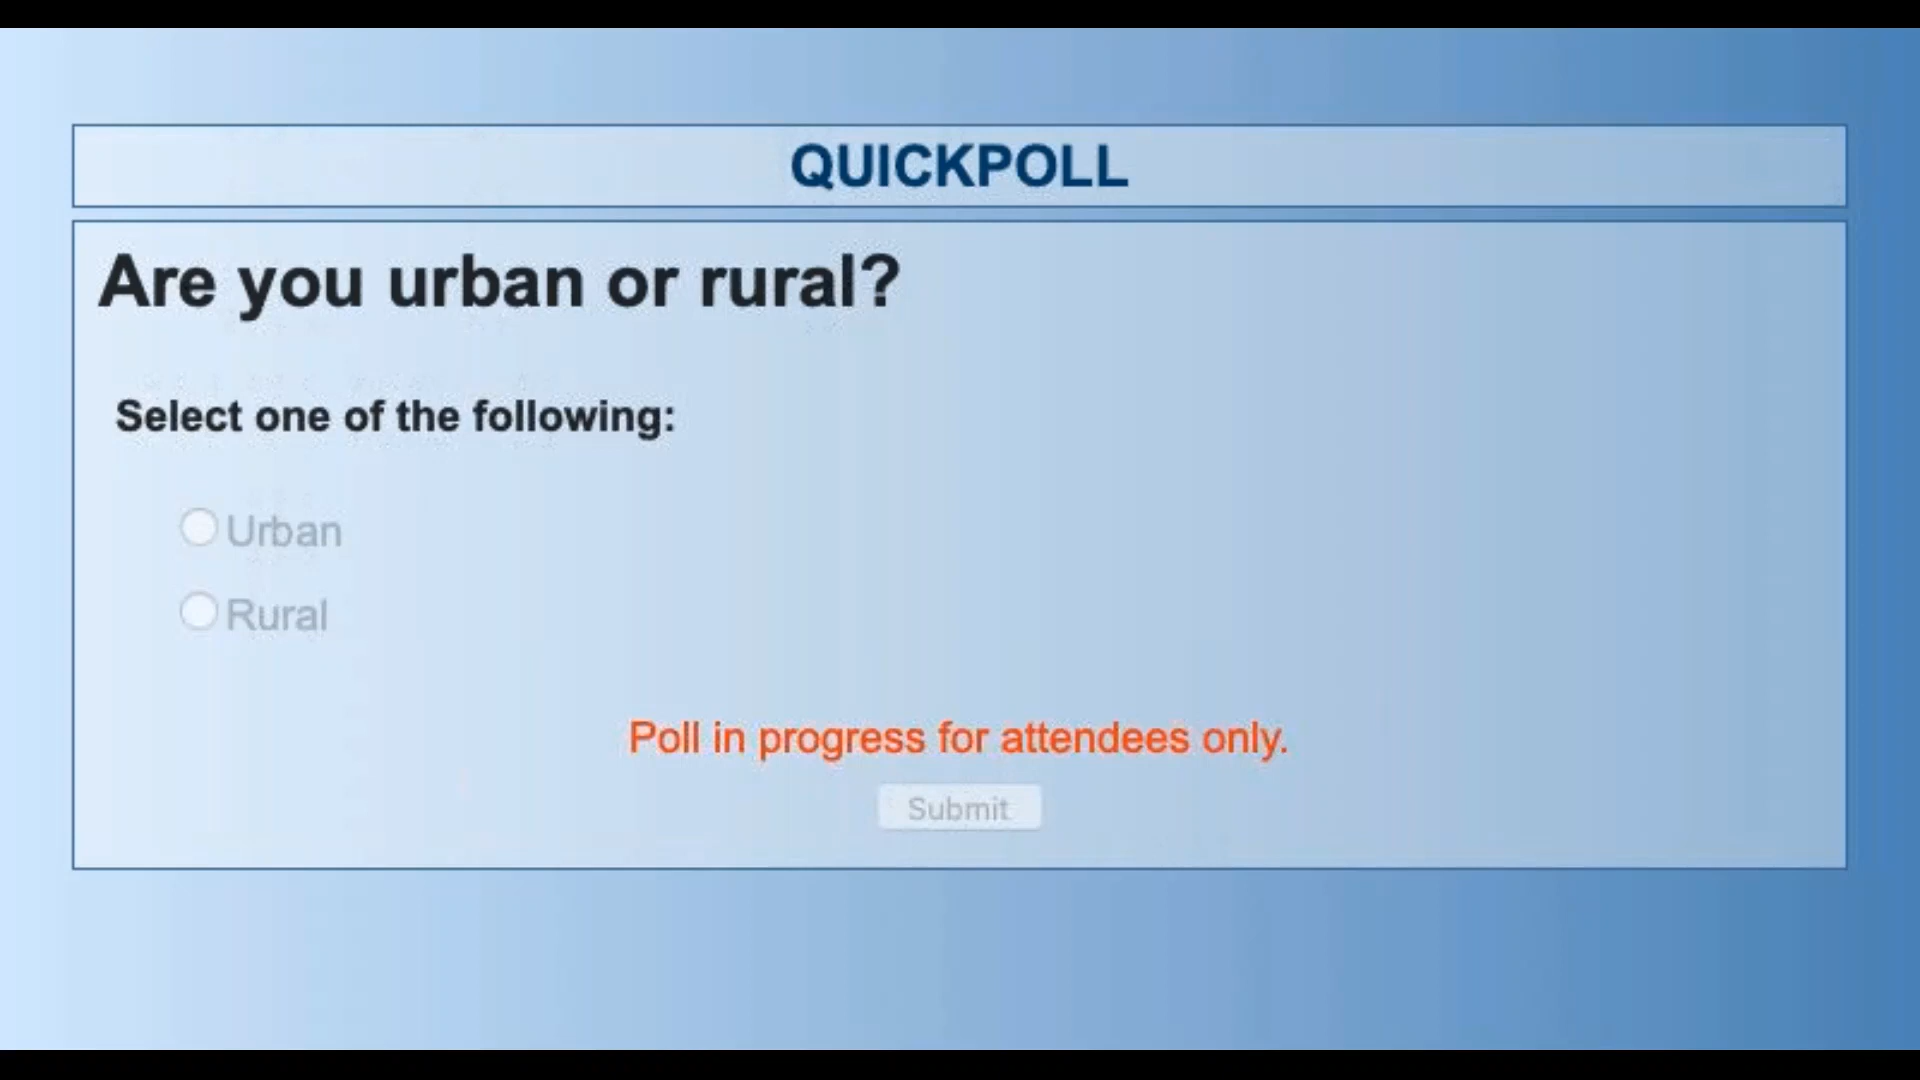 QUICKPOLL
Are you urban or rural?
Select one of the following:
Urban
Rural
Poll in progress for attendees only.
Submit